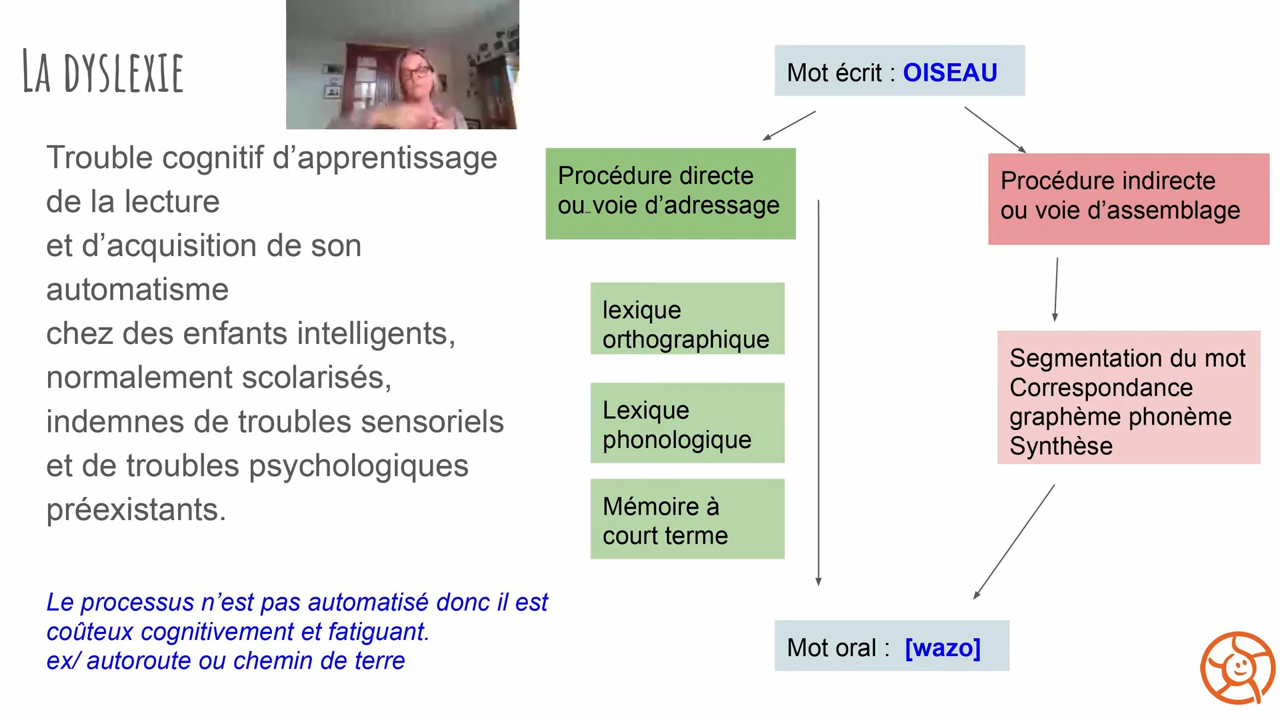 LA DYSLEXIE
Trouble cognitif d’apprentissage
de la lecture
et d’acquisition de son
automatisme
chez des enfants intelligents,
normalement scolarisés,
indemnes de troubles sensoriels
et de troubles psychologiques
préexistants.
Le processus n’est pas automatisé donc il est
coûteux cognitivement et fatiguant.
ex/ autoroute ou chemin de terre
Mot écrit : OISEAU
Procédure directe
ou voie d’adressage
lexique
orthographique
Lexique
phonologique
Mémoire à
court terme
Procédure indirecte
ou voie d’assemblage
Segmentation du mot
Correspondance
graphème phonème
Synthèse
Mot oral : [wazo]